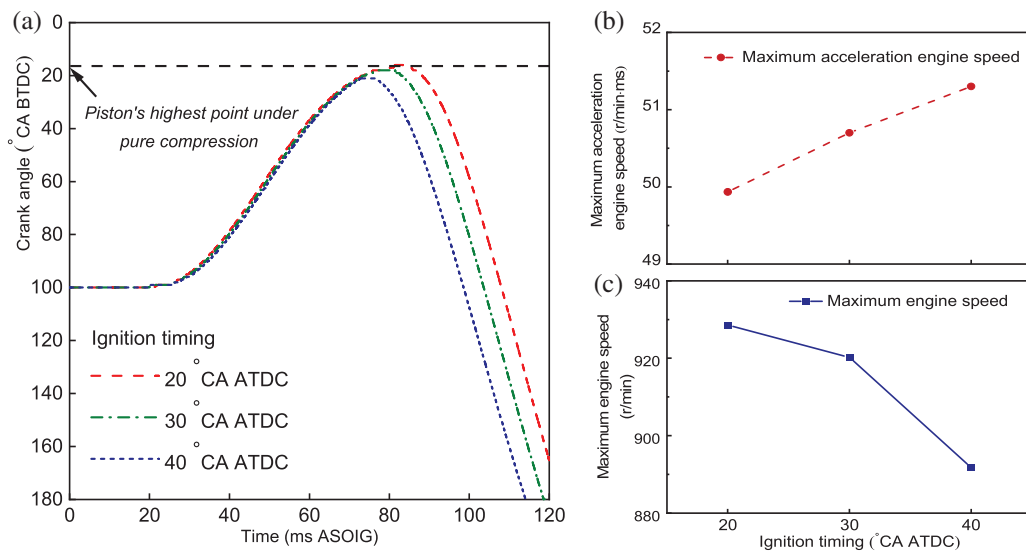 (a)
0
20
40
60
80
100
120
140
160
180
Crank angle (°CA BTDC)
Piston's highest point under
pure compression
Ignition timing
20 °CA ATDC
30 °CA ATDC
40 °CA ATDC
0 20 40 60 80 100 120
Time (ms ASOIG)
(b)
52
51
50
49
Maximum acceleration
engine speed (r/min·ms)
Maximum acceleration engine speed
(c)
940
920
900
880
Maximum engine speed
(r/min)
Maximum engine speed
20 30 40
Ignition timing (°CA ATDC)